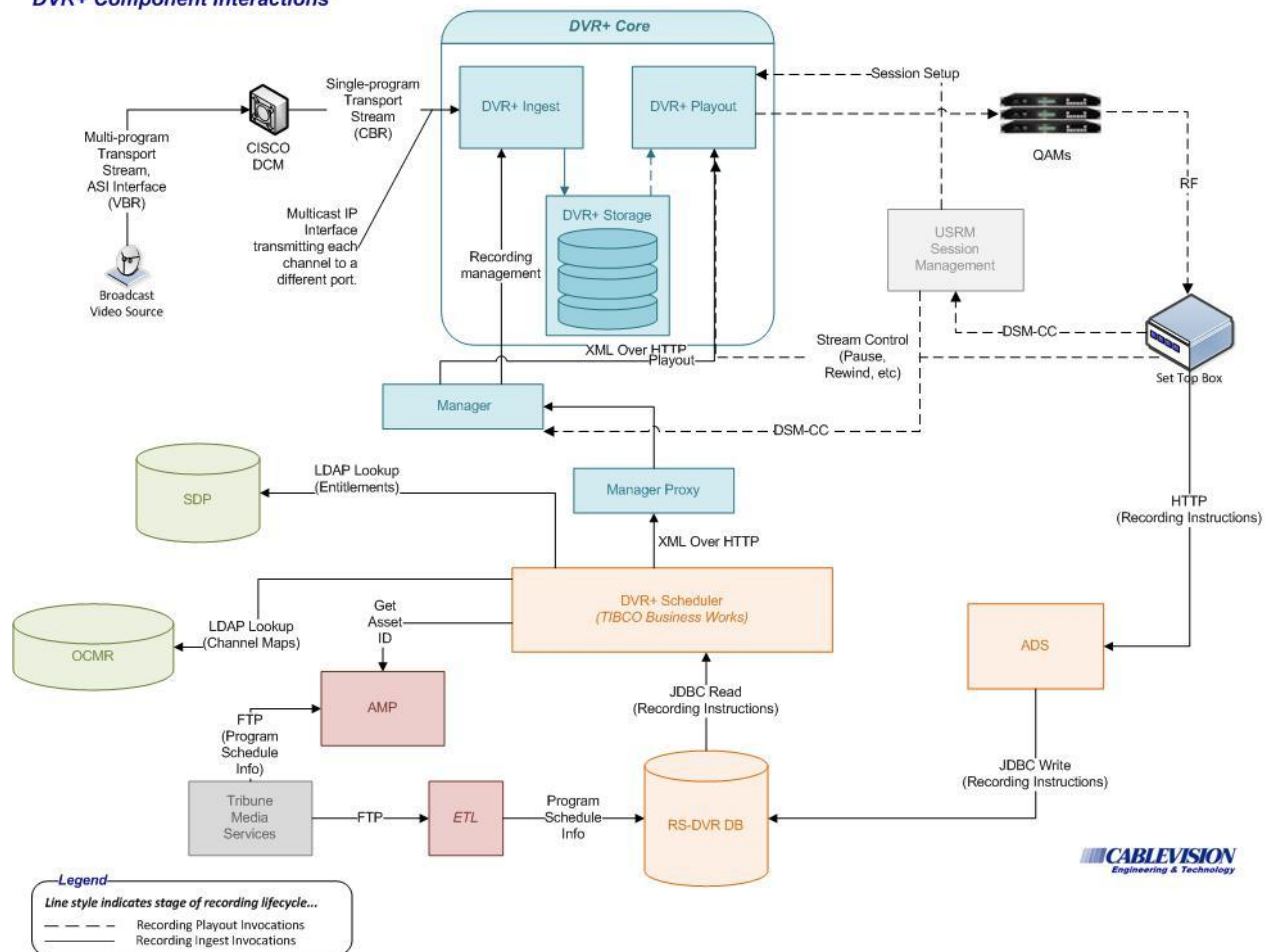 DVR+ Component Interactions
DVR+ Core
DVR+ Ingest
DVR+ Playout
DVR+ Storage
Session Setup
QAMs
RF
Single-program
Transport
Stream
(CBR)
CISCO
DCM
Multi-program
Transport
Stream,
ASI Interface
(VBR)
Broadcast
Video Source
Multicast IP
Interface
transmitting each
channel to a
different port.
Recording
management
USRM
Session
Management
DSM-CC
Set Top Box
Stream Control
(Pause,
Rewind, etc)
XML Over HTTP
Playout
Manager
DSM-CC
SDP
LDAP Lookup
(Entitlements)
Manager Proxy
XML Over HTTP
HTTP
(Recording Instructions)
DVR+ Scheduler
(TIBCO Business Works)
OCMR
LDAP Lookup
(Channel Maps)
Get
Asset
ID
ADS
AMP
JDBC Read
(Recording Instructions)
FTP
(Program
Schedule
Info)
JDBC Write
(Recording Instructions)
Tribune
Media
Services
FTP
ETL
Program
Schedule
Info
RS-DVR DB
CABLEVISION
Engineering & Technology
Legend
Line style indicates stage of recording lifecycle...
Recording Playout Invocations
Recording Ingest Invocations